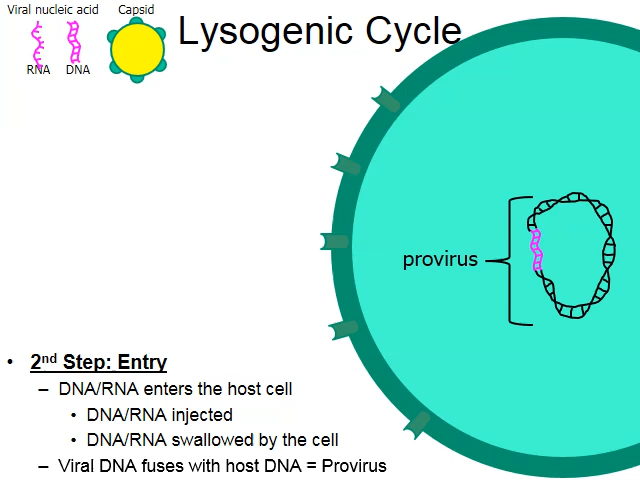 Viral nucleic acid
Capsid
RNA
DNA
Lysogenic Cycle
provirus
• 2nd Step: Entry
– DNA/RNA enters the host cell
• DNA/RNA injected
• DNA/RNA swallowed by the cell
– Viral DNA fuses with host DNA = Provirus